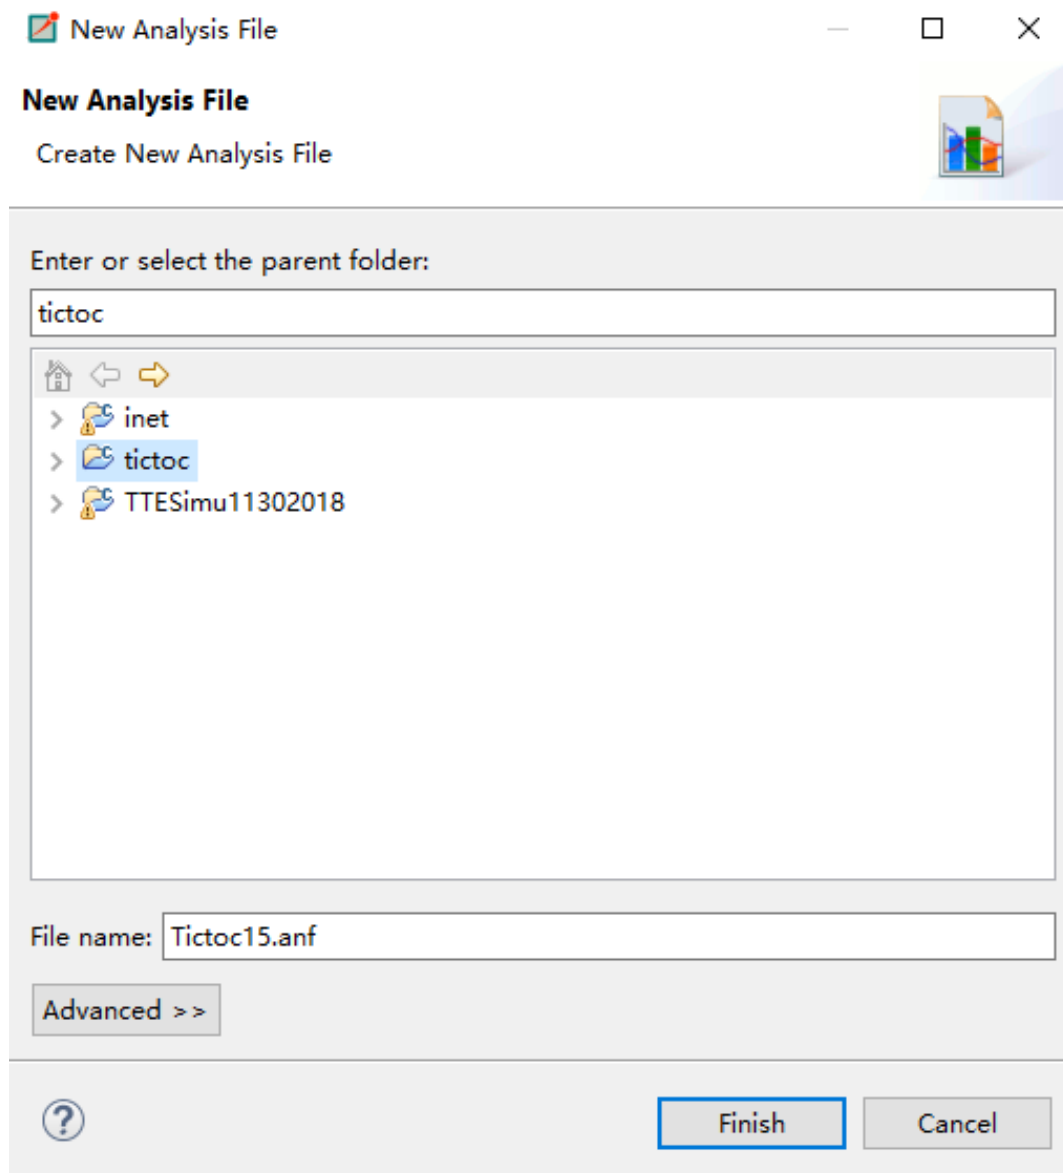 New Analysis File
New Analysis File
Create New Analysis File
Enter or select the parent folder:
tictoc
inet
tictoc
TTESimu11302018
File name: Tictoc15.anf
Advanced >>
Finish Cancel